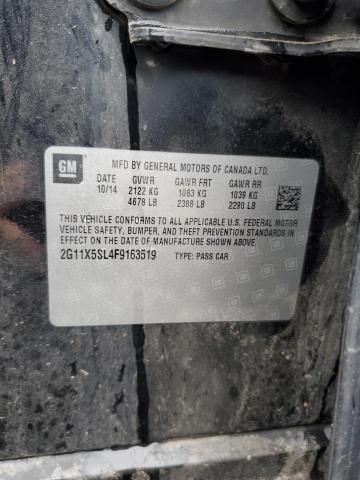 GM
MFD BY GENERAL MOTORS OF CANADA LTD.
DATE GVWR GAWR FRT GAWR RR
10/14 2122 KG 1083 KG 1039 KG
4678 LB 2388 LB 2290 LB
THIS VEHICLE CONFORMS TO ALL APPLICABLE U.S. FEDERAL MOTOR
VEHICLE SAFETY, BUMPER, AND THEFT PREVENTION STANDARDS IN
EFFECT ON THE DATE OF MANUFACTURE SHOWN ABOVE.
2G11X5SL4F9163519 TYPE: PASS CAR